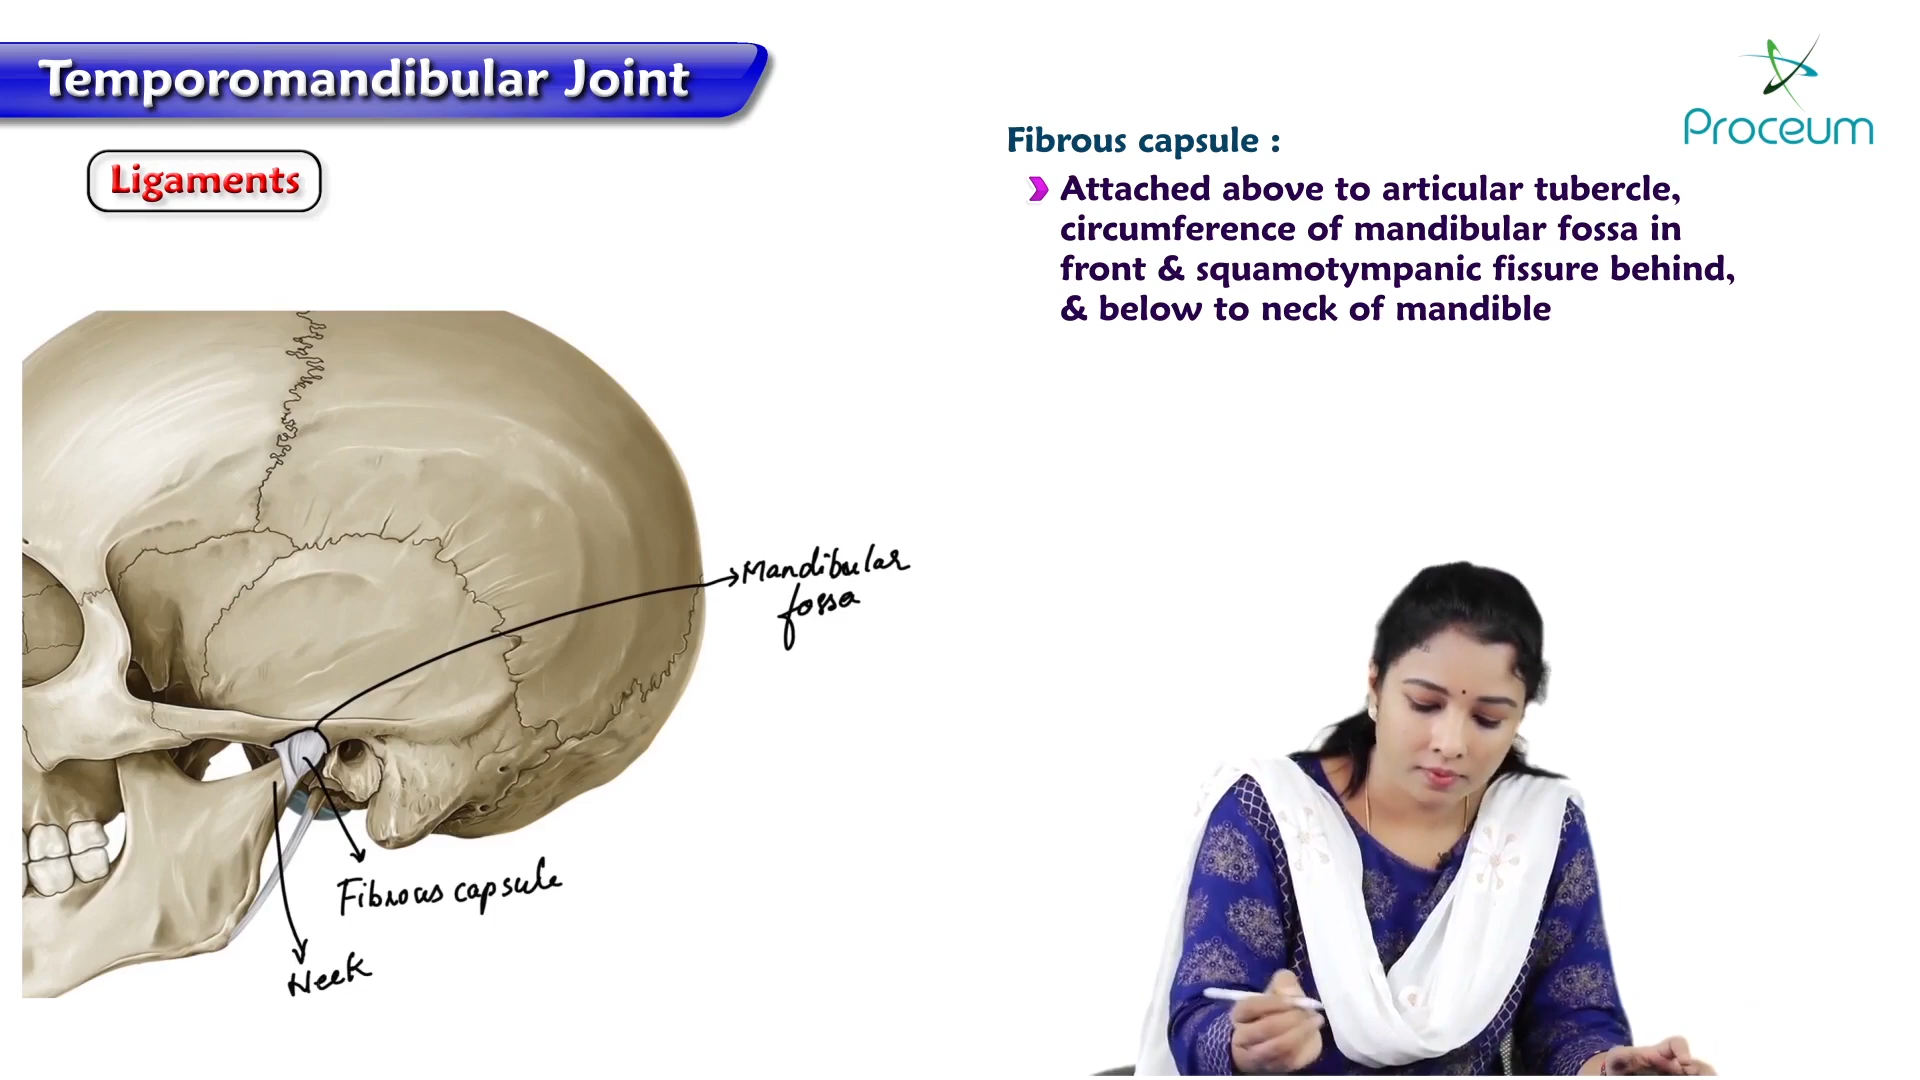 Temporomandibular Joint
Proceum
Ligaments
Fibrous capsule :
Attached above to articular tubercle,
circumference of mandibular fossa in
front & squamotympanic fissure behind,
& below to neck of mandible
Mandibular
fossa
Fibrous capsule
Neck